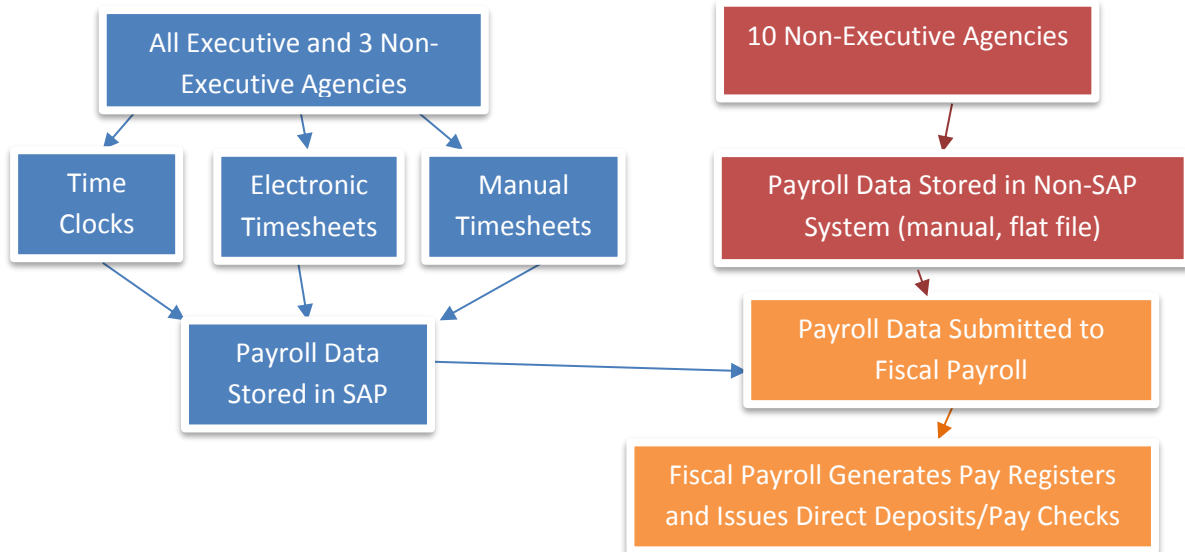 All Executive and 3 Non-
Executive Agencies
10 Non-Executive Agencies
Time
Clocks
Electronic
Timesheets
Manual
Timesheets
Payroll Data Stored in Non-SAP
System (manual, flat file)
Payroll Data
Stored in SAP
Payroll Data Submitted to
Fiscal Payroll
Fiscal Payroll Generates Pay Registers
and Issues Direct Deposits/Pay Checks